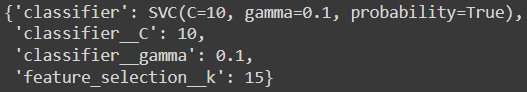 {'classifier': SVC(C=10, gamma=0.1, probability=True),
 'classifier__C': 10,
 'classifier__gamma': 0.1,
 'feature_selection__k': 15}